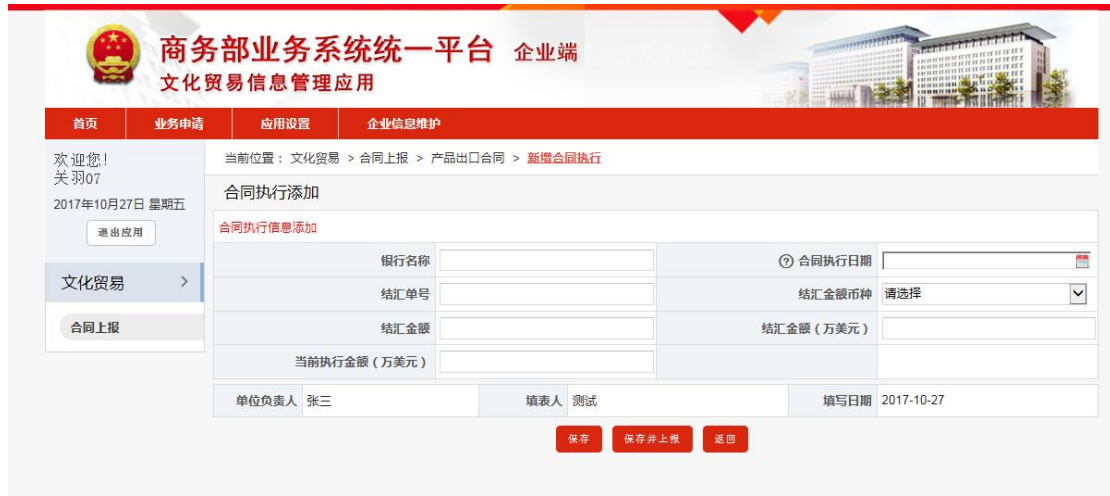 商务部业务系统统一平台 企业端
文化贸易信息管理应用
首页 业务申请 应用设置 企业信息维护
欢迎您!
关羽07
2017年10月27日 星期五
退出应用
文化贸易 >
合同上报
当前位置: 文化贸易 > 合同上报 > 产品出口合同 > 新增合同执行
合同执行添加
合同执行信息添加
银行名称 ? 合同执行日期
结汇单号 结汇金额币种 请选择
结汇金额 结汇金额(万美元)
当前执行金额(万美元)
单位负责人 张三 填表人 测试 填写日期 2017-10-27
保存 保存并上报 返回